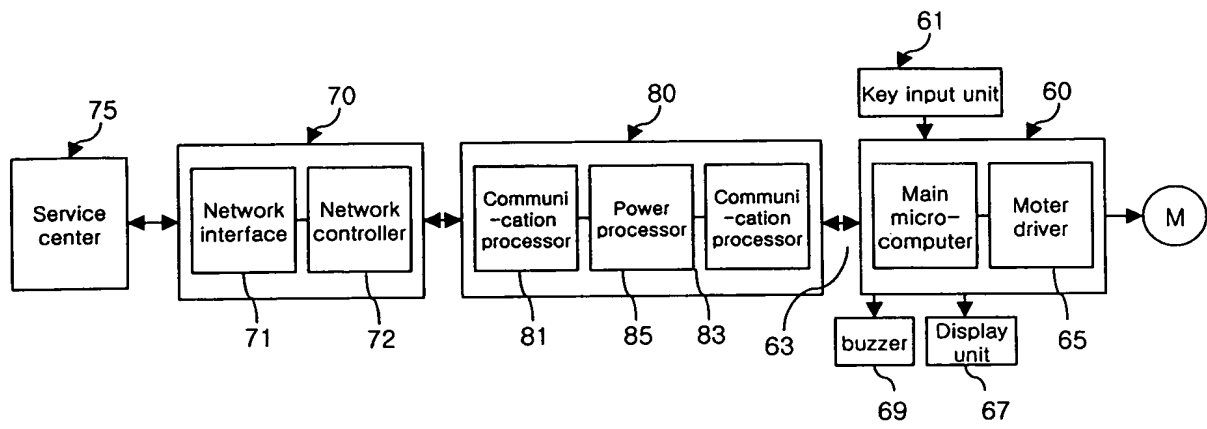 61
Key input unit
75
70
80
60
Service
center
Network
interface
Network
controller
Communi
-cation
processor
Power
processor
Communi
-cation
processor
Main
micro-
computer
Moter
driver
M
71
72
81
85
83
63
buzzer
Display
unit
65
69
67